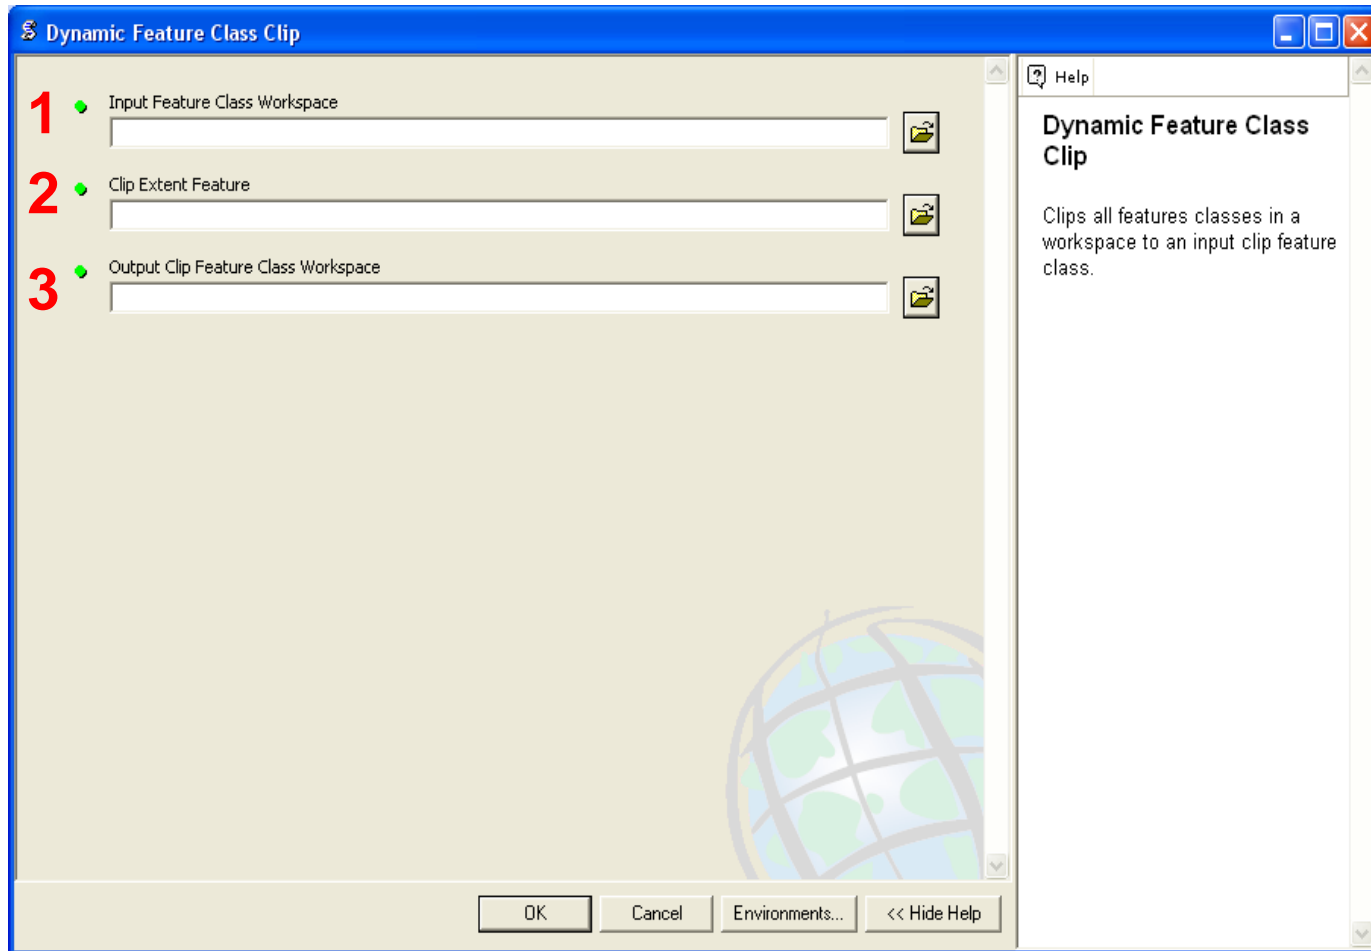 Dynamic Feature Class Clip
1 Input Feature Class Workspace
2 Clip Extent Feature
3 Output Clip Feature Class Workspace
OK Cancel Environments... << Hide Help
Help
Dynamic Feature Class
Clip
Clips all features classes in a
workspace to an input clip feature
class.